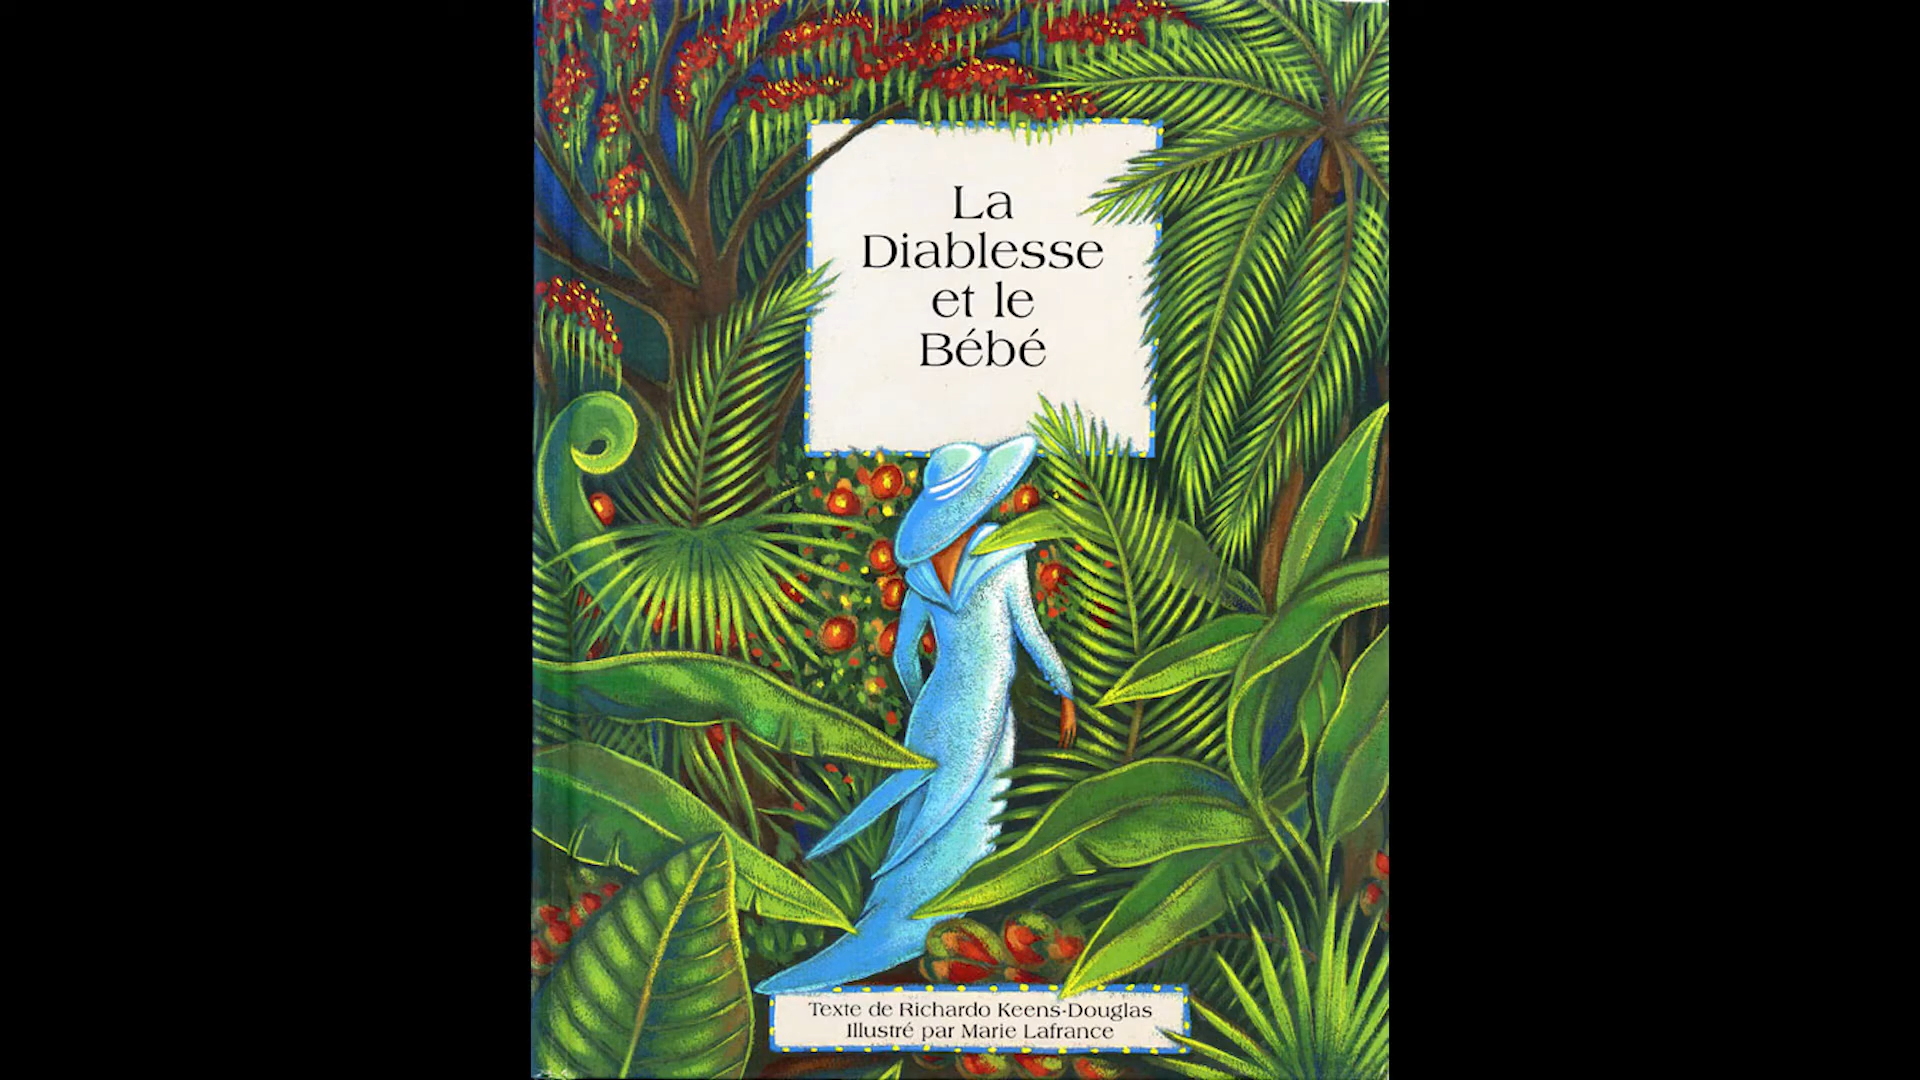 La
Diablesse
et le
Bébé
Texte de Richardo Keens-Douglas
Illustré par Marie Lafrance